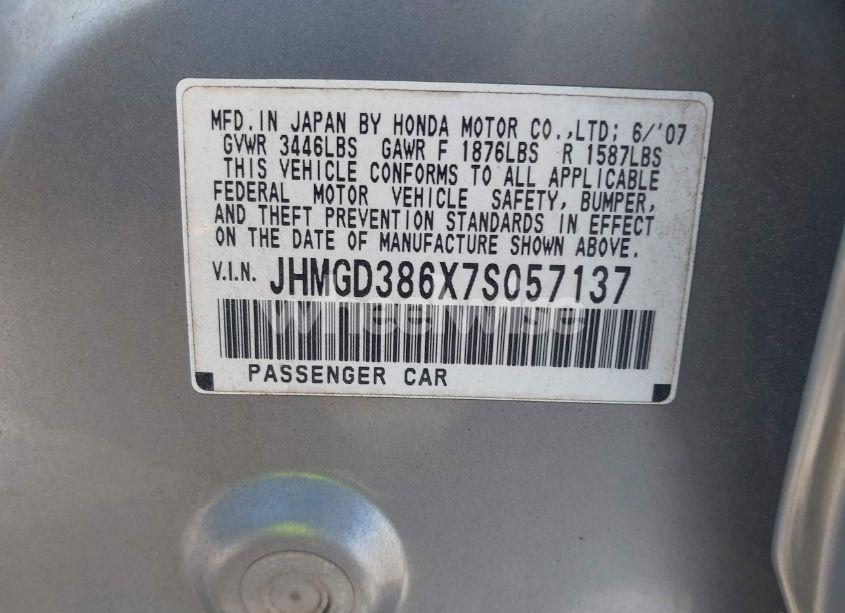 MFD.IN JAPAN BY HONDA MOTOR CO.,LTD; 6/'07
GVWR 3446LBS GAWR F 1876LBS R 1587LBS
THIS VEHICLE CONFORMS TO ALL APPLICABLE
FEDERAL MOTOR VEHICLE SAFETY, BUMPER,
AND THEFT PREVENTION STANDARDS IN EFFECT
ON THE DATE OF MANUFACTURE SHOWN ABOVE.
V.I.N. JHMGD386X7S057137
wheelwise
PASSENGER CAR